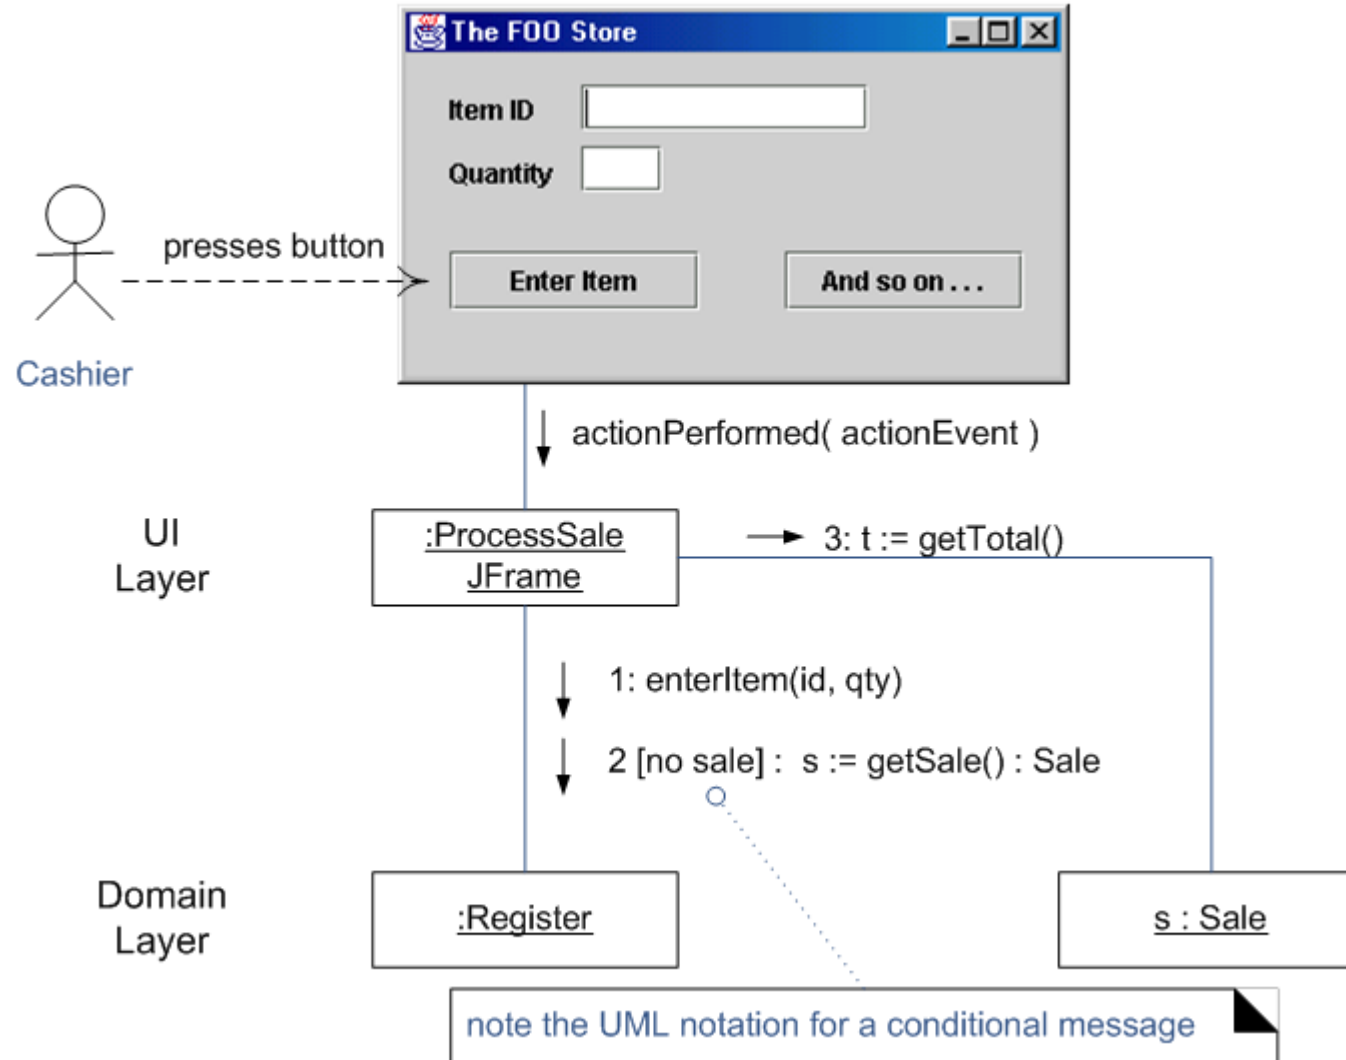 The FOO Store
Item ID
Quantity
presses button
Enter Item
And so on . . .
Cashier
actionPerformed( actionEvent )
UI
Layer
:ProcessSale
JFrame
3: t := getTotal()
1: enterItem(id, qty)
2 [no sale] :  s := getSale() : Sale
Domain
Layer
:Register
s : Sale
note the UML notation for a conditional message